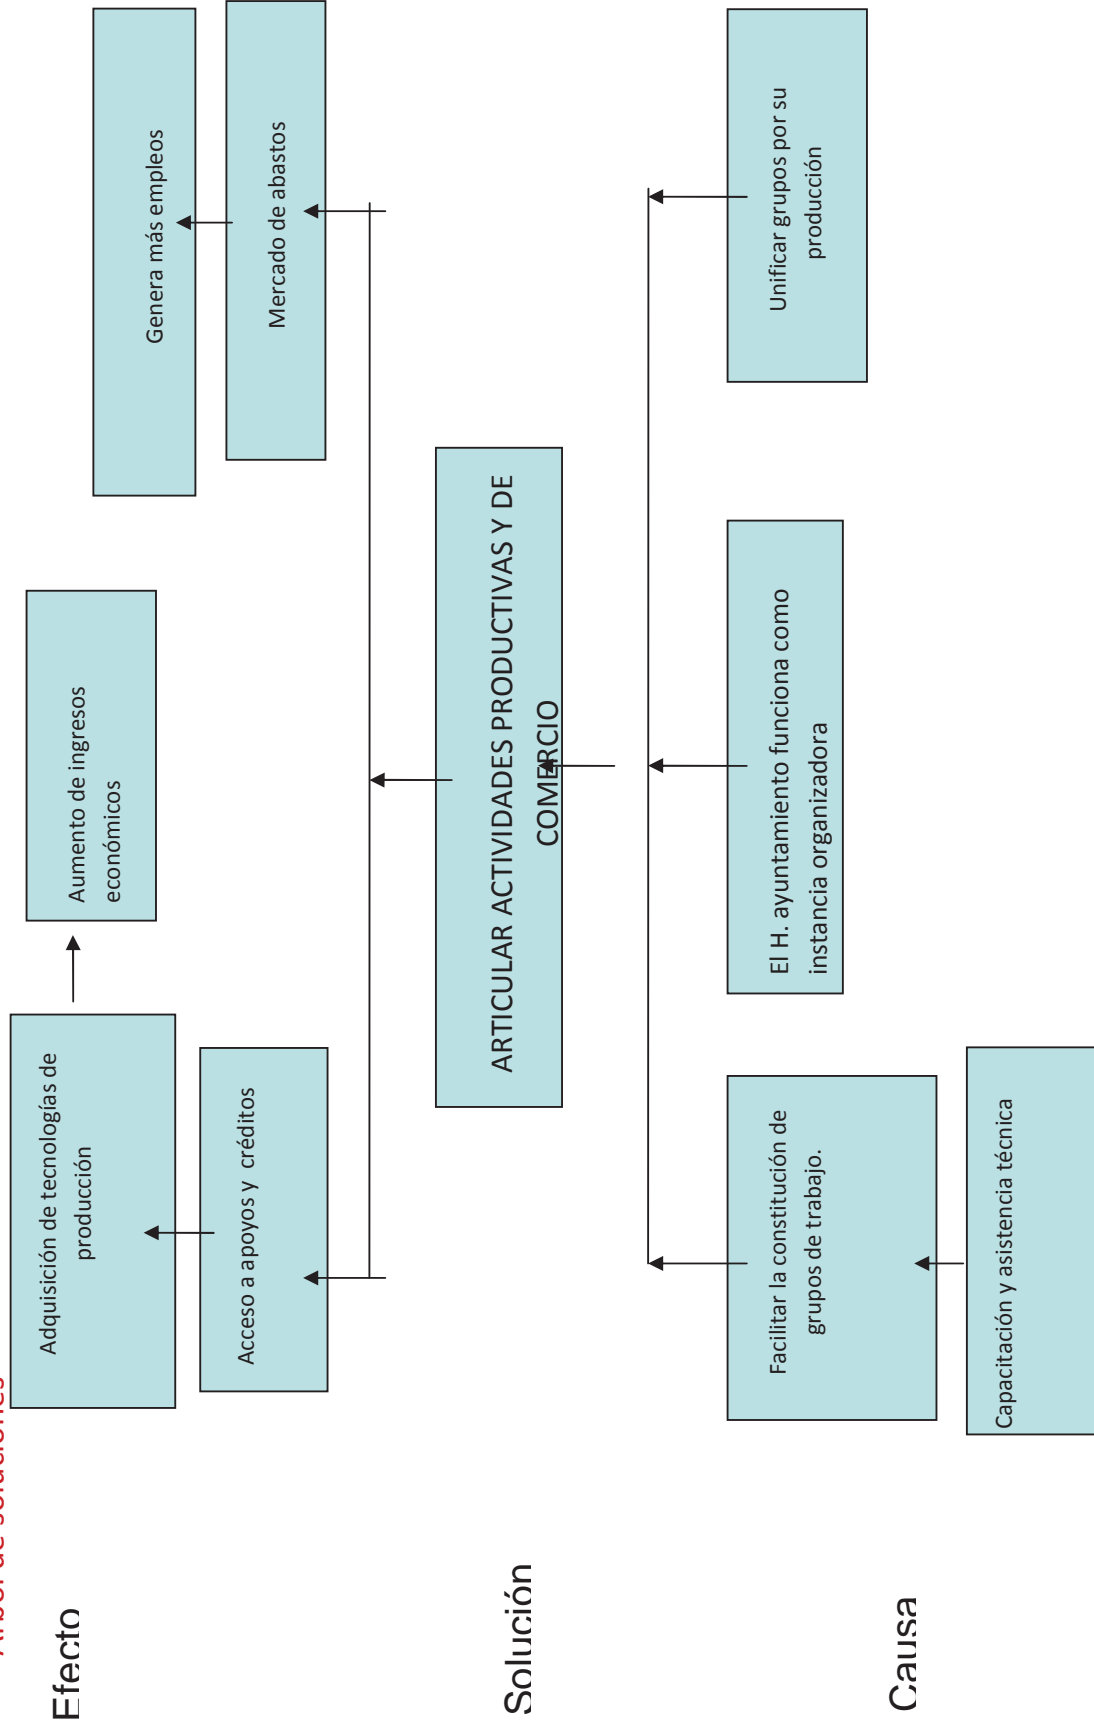 Árbol de soluciones
Efecto
Adquisición de tecnologías de
producción
Aumento de ingresos
económicos
Genera más empleos
Acceso a apoyos y créditos
Mercado de abastos
Solución
ARTICULAR ACTIVIDADES PRODUCTIVAS Y DE
COMERCIO
Causa
Facilitar la constitución de
grupos de trabajo.
El H. ayuntamiento funciona como
instancia organizadora
Unificar grupos por su
producción
Capacitación y asistencia técnica